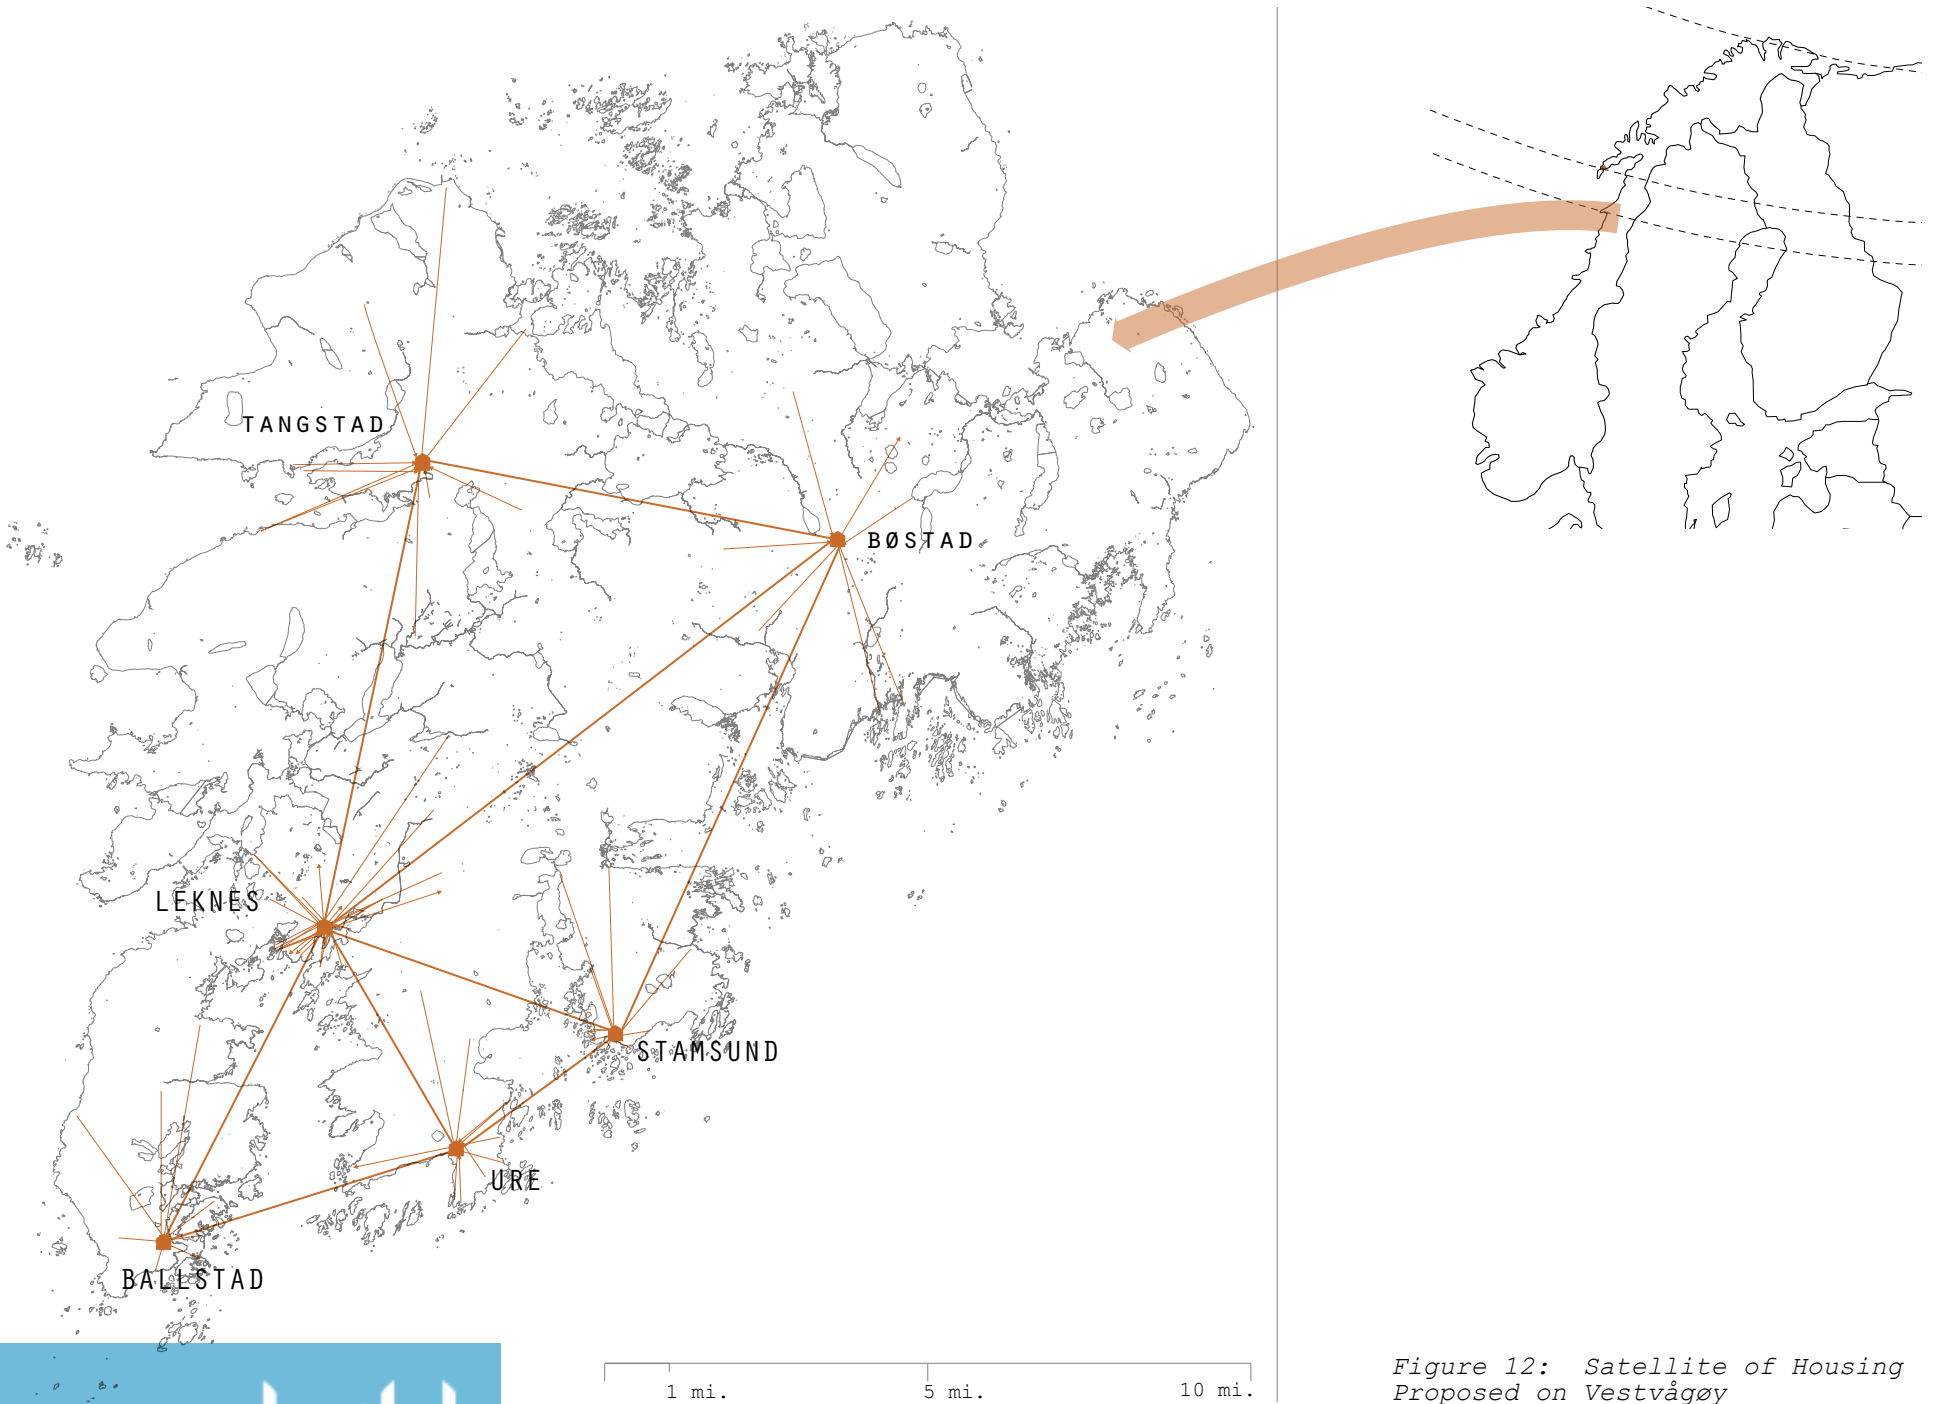 TANGSTAD
BØSTAD
LEKNES
STAMSUND
URE
BALLSTAD
1 mi.
5 mi.
10 mi.
Figure 12: Satellite of Housing
Proposed on Vestvågøy